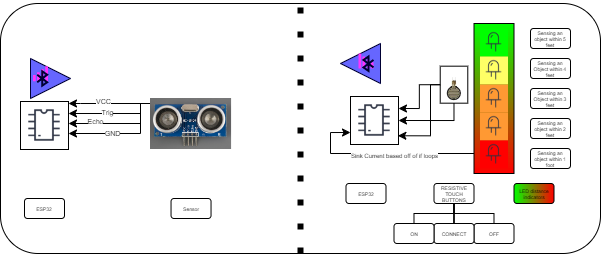 VCC
Trig
Echo
GND
ESP32
Sensor
Sink Current based off of if loops
Sensing an
object within 5
feet
Sensing an
Object within 4
feet
Sensing an
Object within 3
feet
Sensing an
object within 2
feet
Sensing an
object within 1
foot
ESP32
RESISTIVE
TOUCH
BUTTONS
LED distance
indicators
ON
CONNECT
OFF